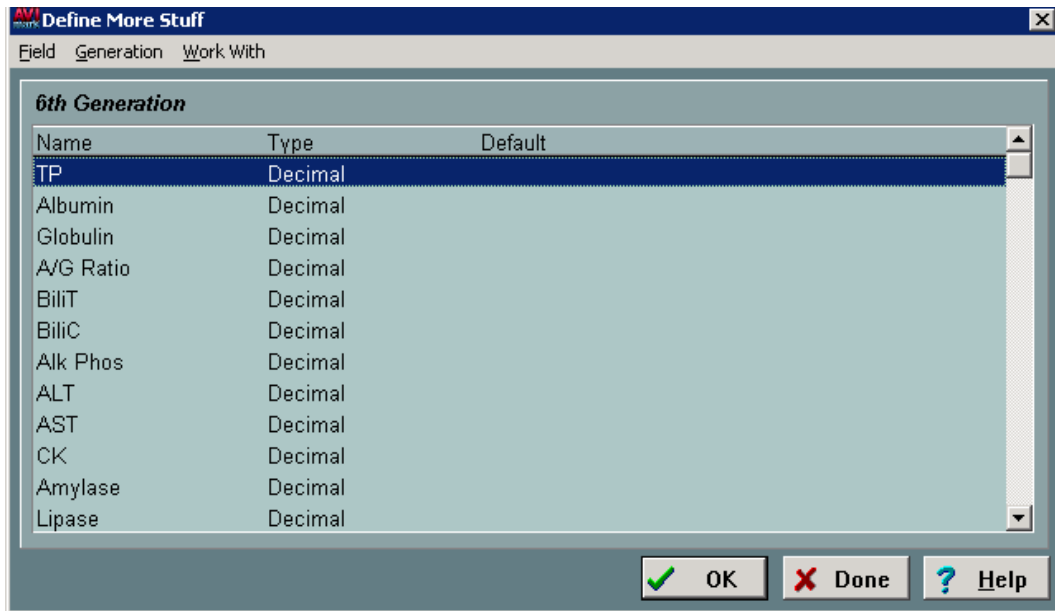 AVI mark Define More Stuff
Field Generation Work With
6th Generation
Name Type Default
TP Decimal
Albumin Decimal
Globulin Decimal
A/G Ratio Decimal
BiliT Decimal
BiliC Decimal
Alk Phos Decimal
ALT Decimal
AST Decimal
CK Decimal
Amylase Decimal
Lipase Decimal
OK Done ? Help